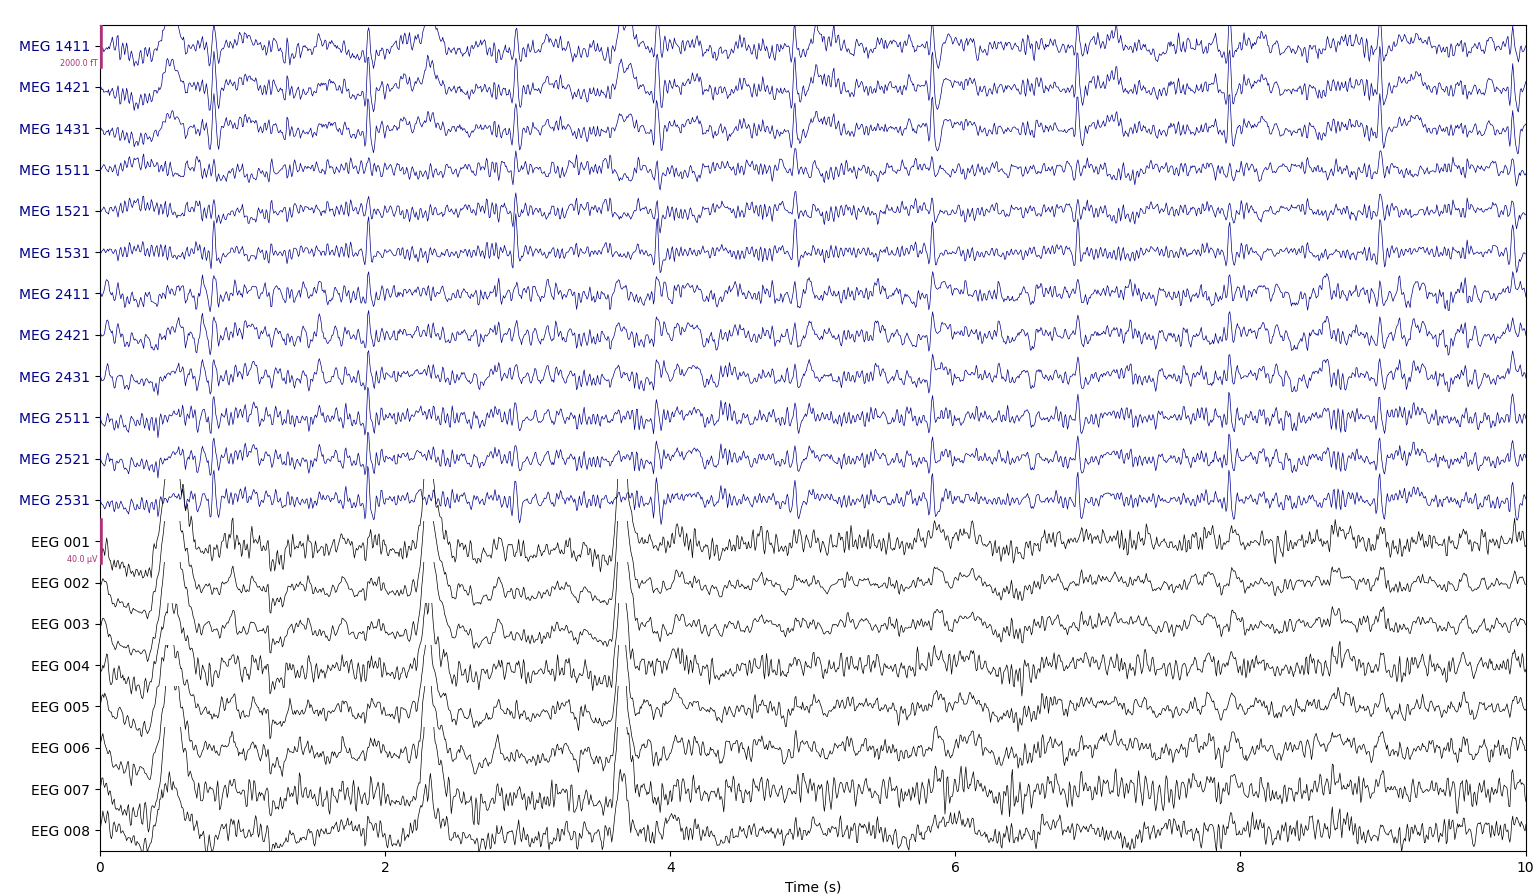 MEG 1411
2000.0 fT
MEG 1421
MEG 1431
MEG 1511
MEG 1521
MEG 1531
MEG 2411
MEG 2421
MEG 2431
MEG 2511
MEG 2521
MEG 2531
EEG 001
40.0 µV
EEG 002
EEG 003
EEG 004
EEG 005
EEG 006
EEG 007
EEG 008
0 2 4 6 8 10
Time (s)